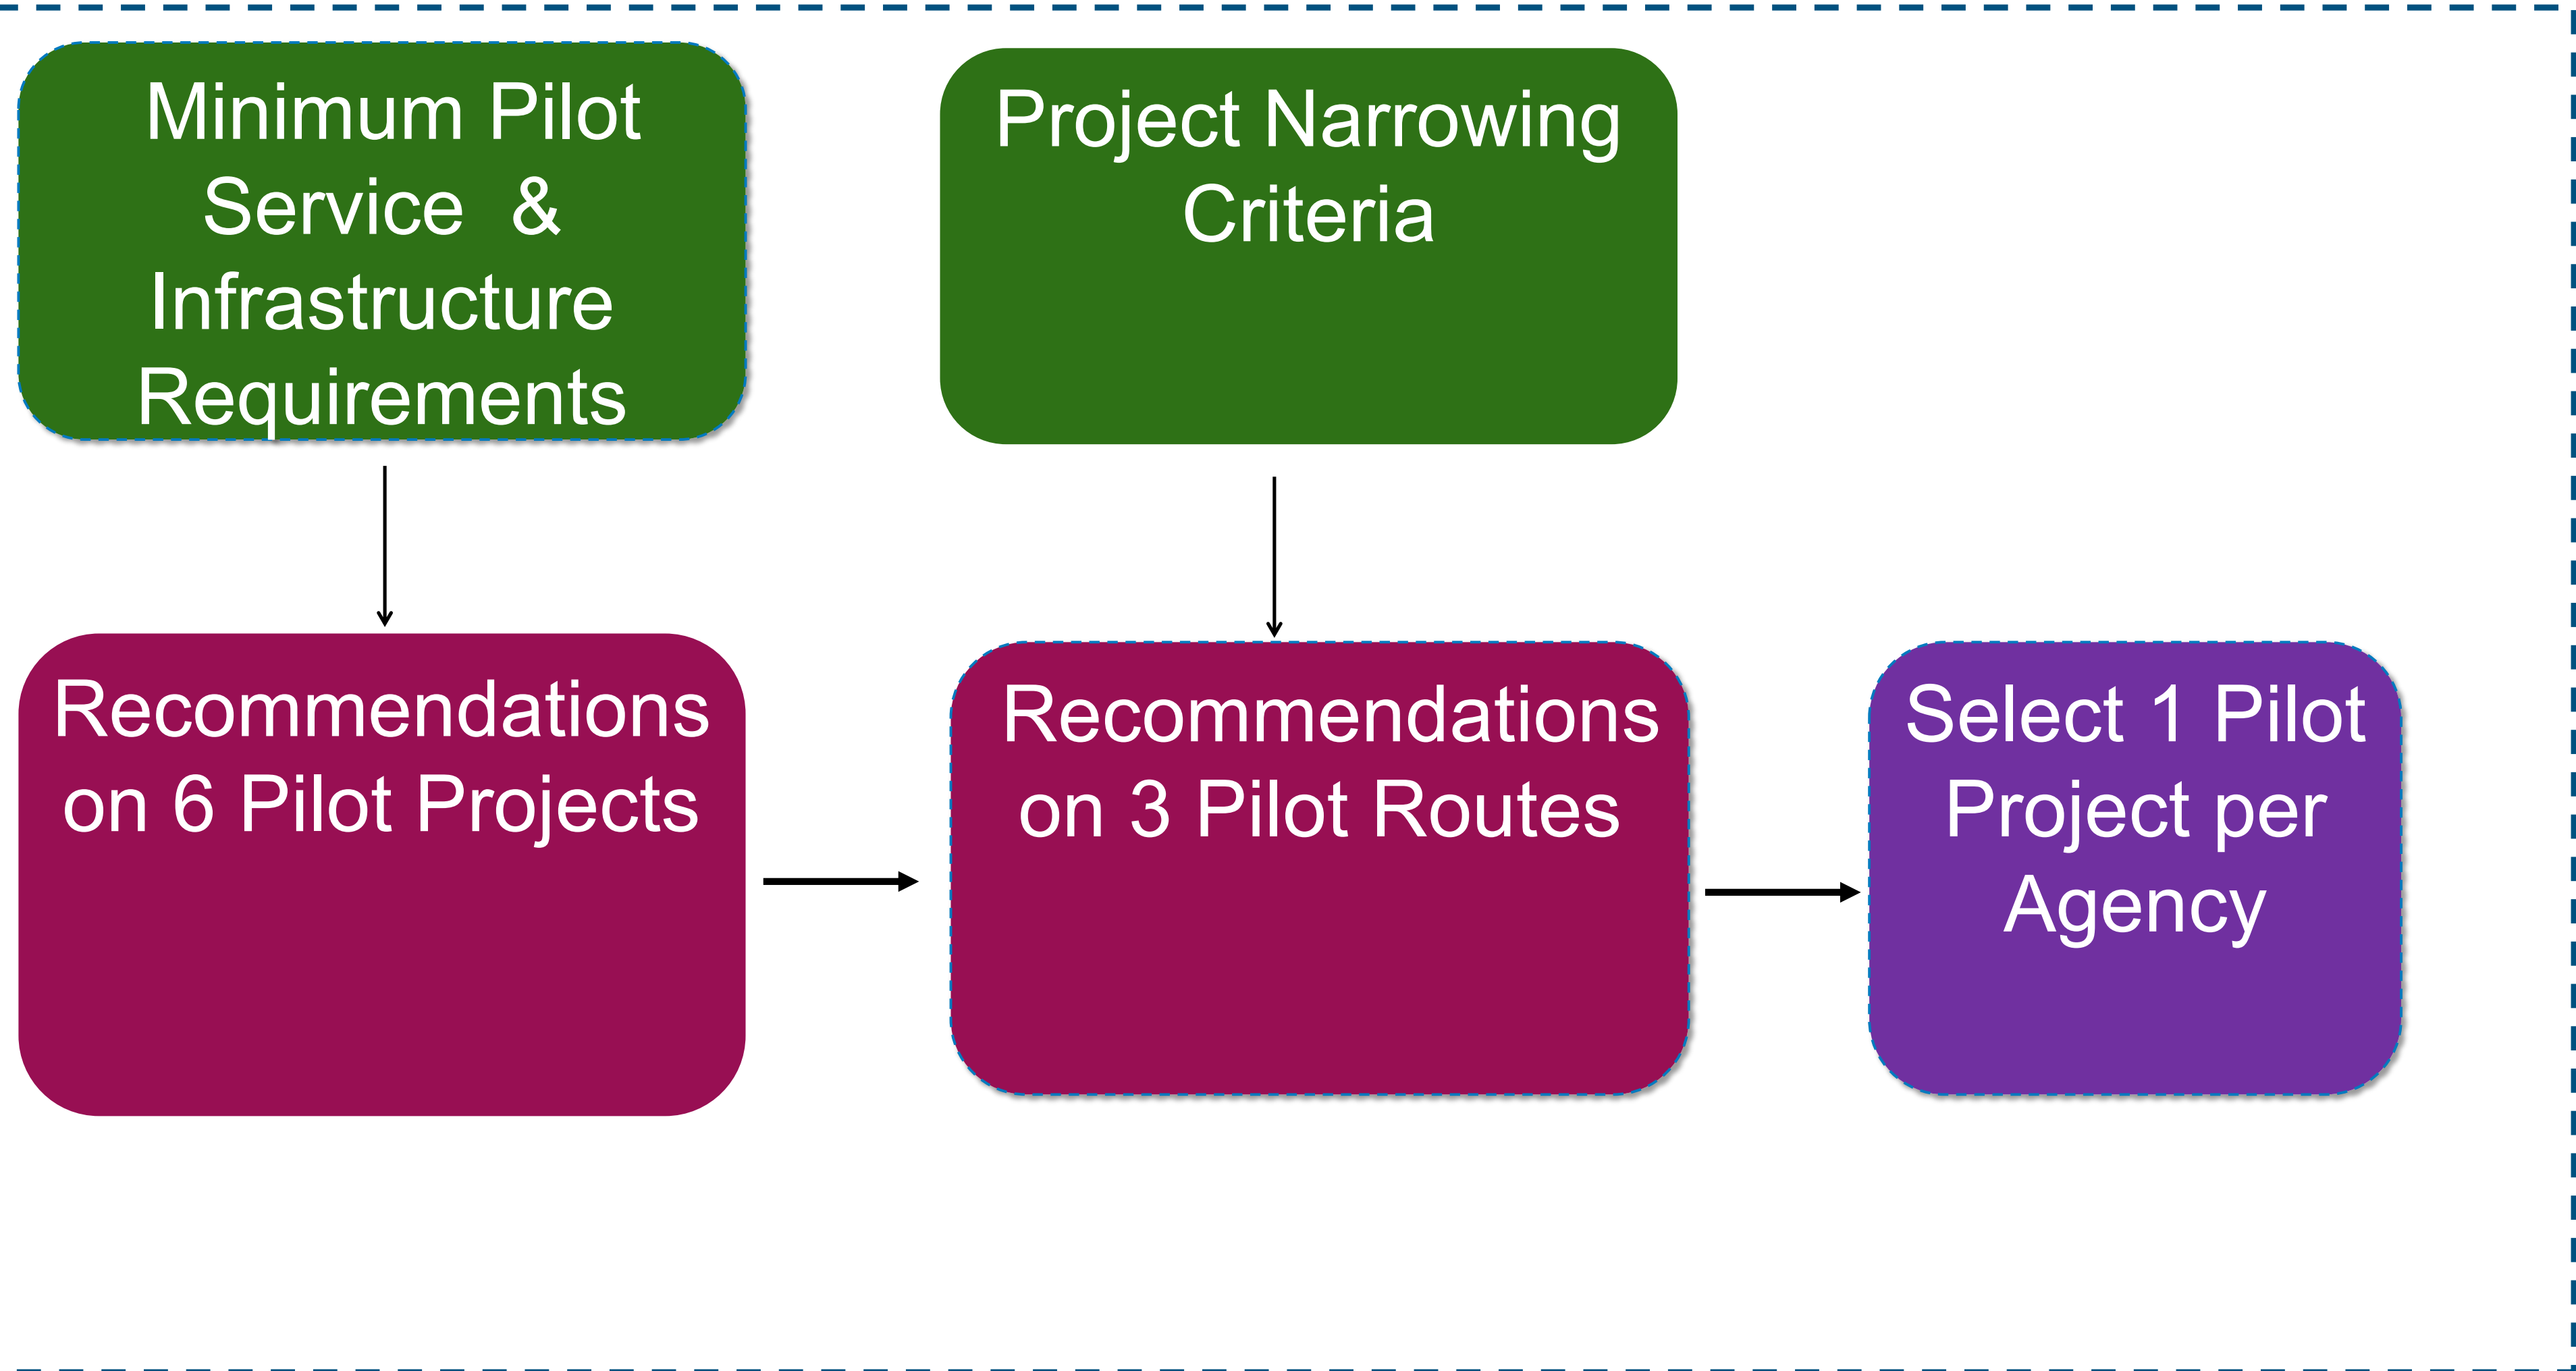 Minimum Pilot
Service  &
Infrastructure
Requirements
Project Narrowing
Criteria
Recommendations
on 6 Pilot Projects
Recommendations
on 3 Pilot Routes
Select 1 Pilot
Project per
Agency